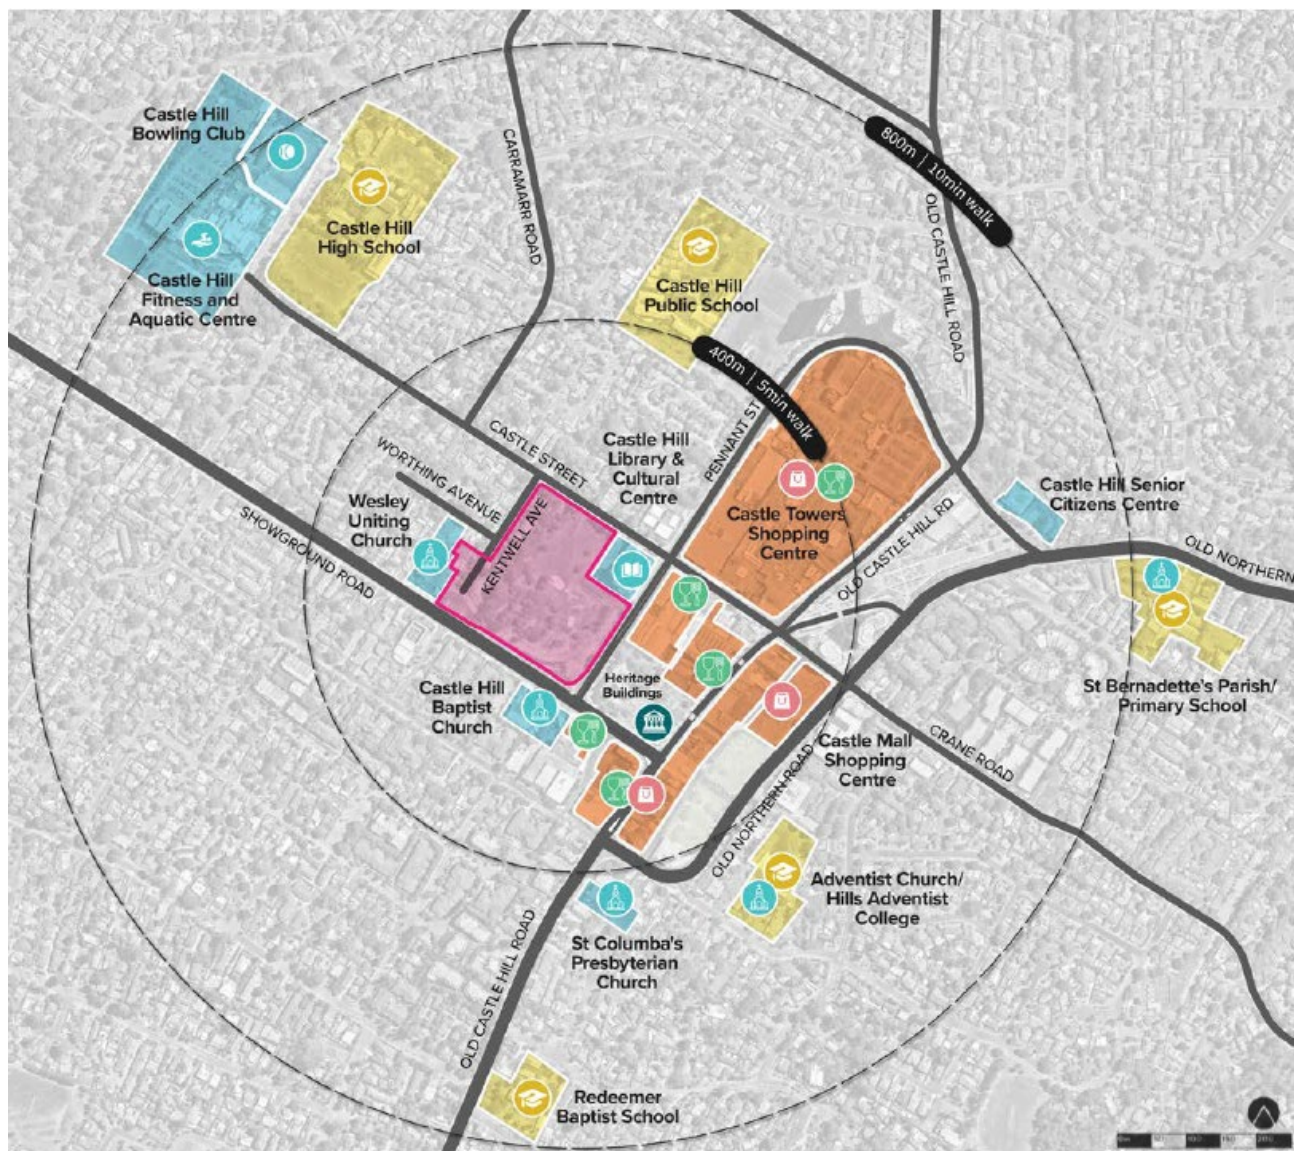 Castle Hill
Bowling Club
Castle Hill
High School
Castle Hill
Fitness and
Aquatic Centre
CARRAMARR ROAD
800m | 10min walk
OLD CASTLE HILL ROAD
Castle Hill
Public School
400m | 5min walk
PENNANT ST
CASTLE STREET
WORTHING AVENUE
KENTWELL AVE
SHOWGROUND ROAD
Wesley
Uniting
Church
Castle Hill
Library &
Cultural
Centre
Castle Towers
Shopping
Centre
OLD CASTLE HILL RD
Castle Hill Senior
Citizens Centre
OLD NORTHERN
St Bernadette's Parish/
Primary School
Heritage
Buildings
Castle Hill
Baptist
Church
Castle Mall
Shopping
Centre
CRANE ROAD
OLD NORTHERN ROAD
Adventist Church/
Hills Adventist
College
St Columba's
Presbyterian
Church
OLD CASTLE HILL ROAD
Redeemer
Baptist School